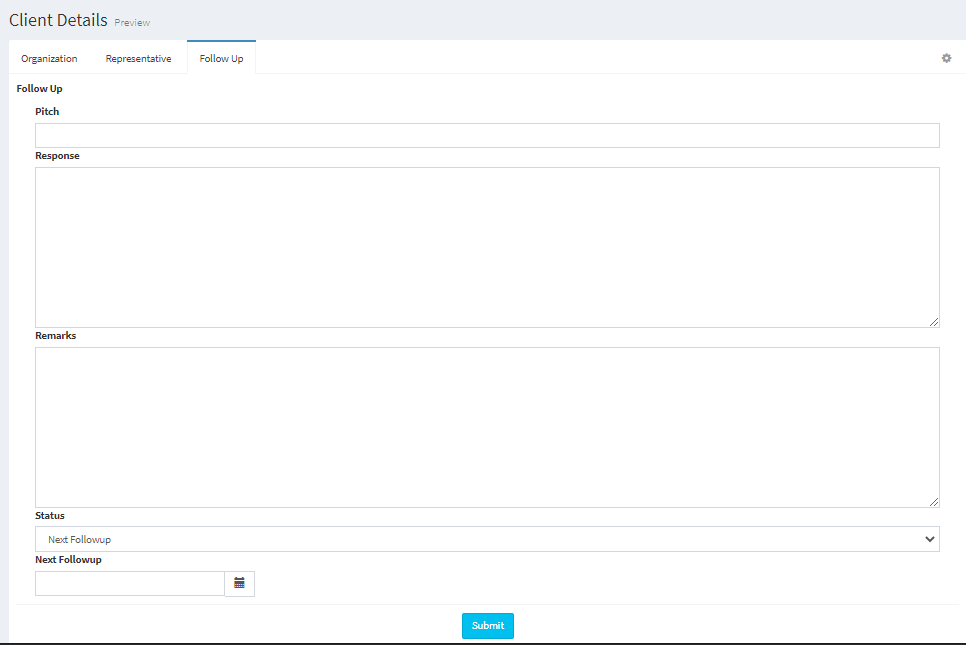 Client Details Preview
Organization Representative Follow Up
Follow Up
Pitch
Response
Remarks
Status
Next Followup
Next Followup
Submit